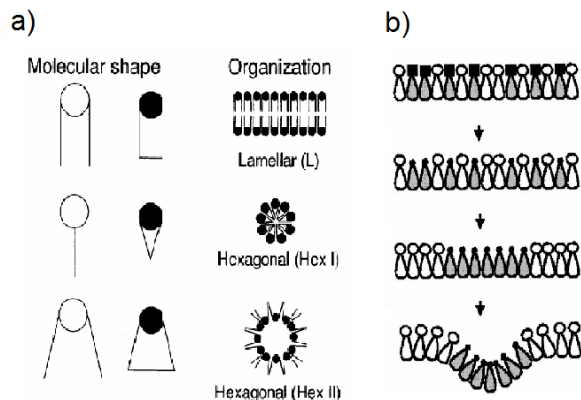 a)
b)
Molecular shape
Organization
Lamellar (L)
Hexagonal (Hex I)
Hexagonal (Hex II)